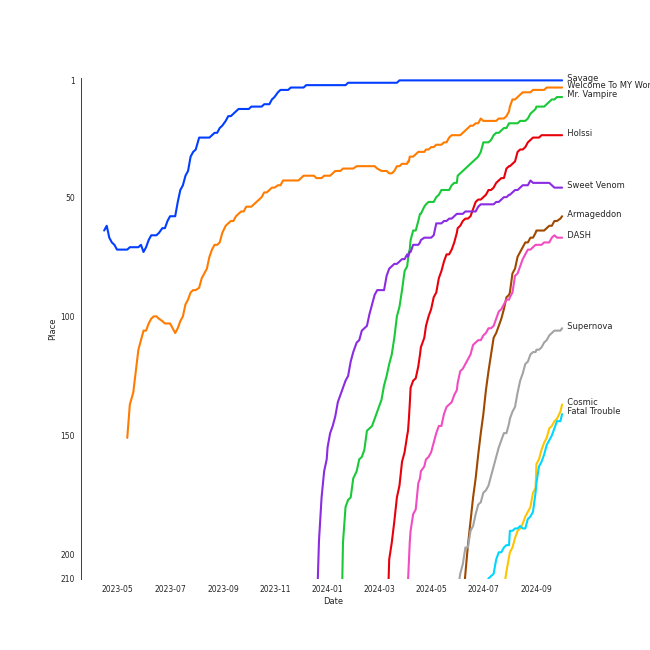 1
50
100
150
200
210
Place
2023-05
2023-07
2023-09
2023-11
2024-01
2024-03
2024-05
2024-07
2024-09
Date
Savage
Welcome To MY Wor
Mr. Vampire
Holssi
Sweet Venom
Armageddon
DASH
Supernova
Cosmic
Fatal Trouble